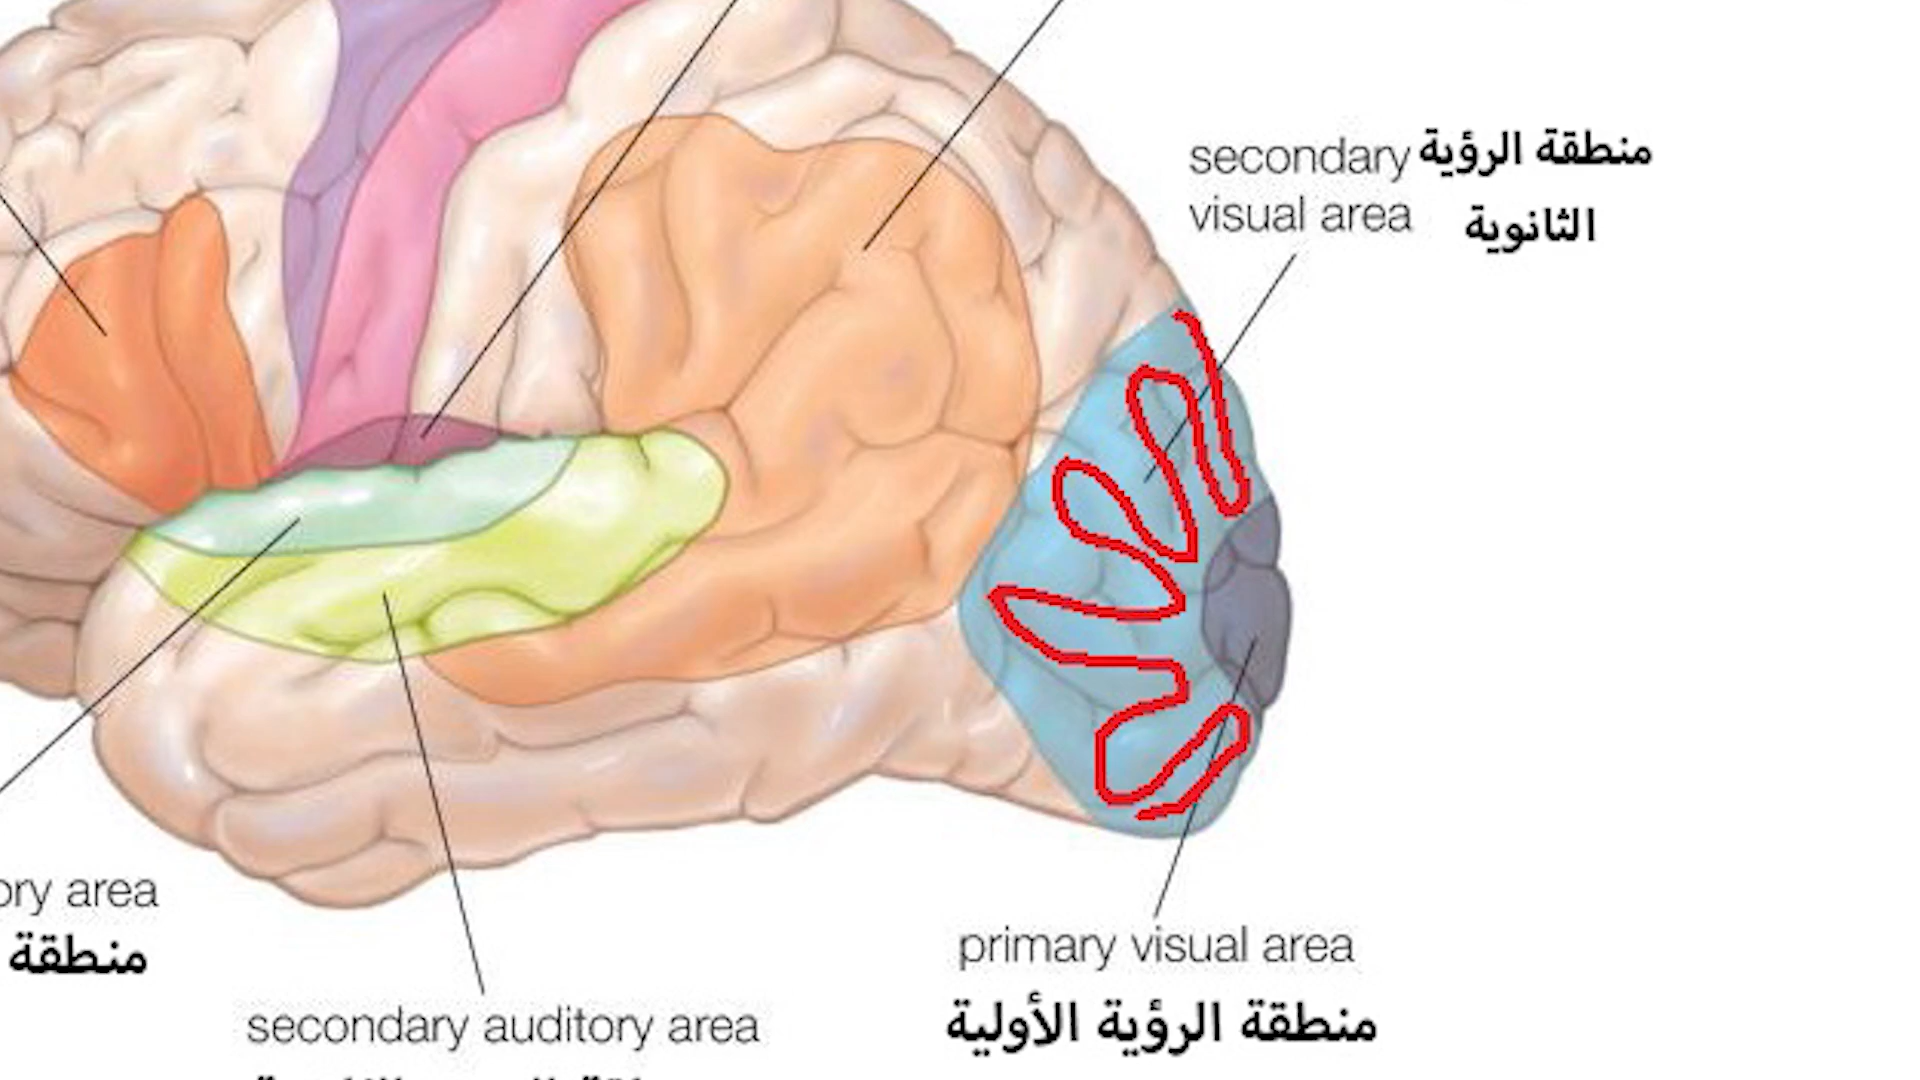 secondary منطقة الرؤية
visual area الثانوية
ory area
منطقة
primary visual area
منطقة الرؤية الأولية
secondary auditory area